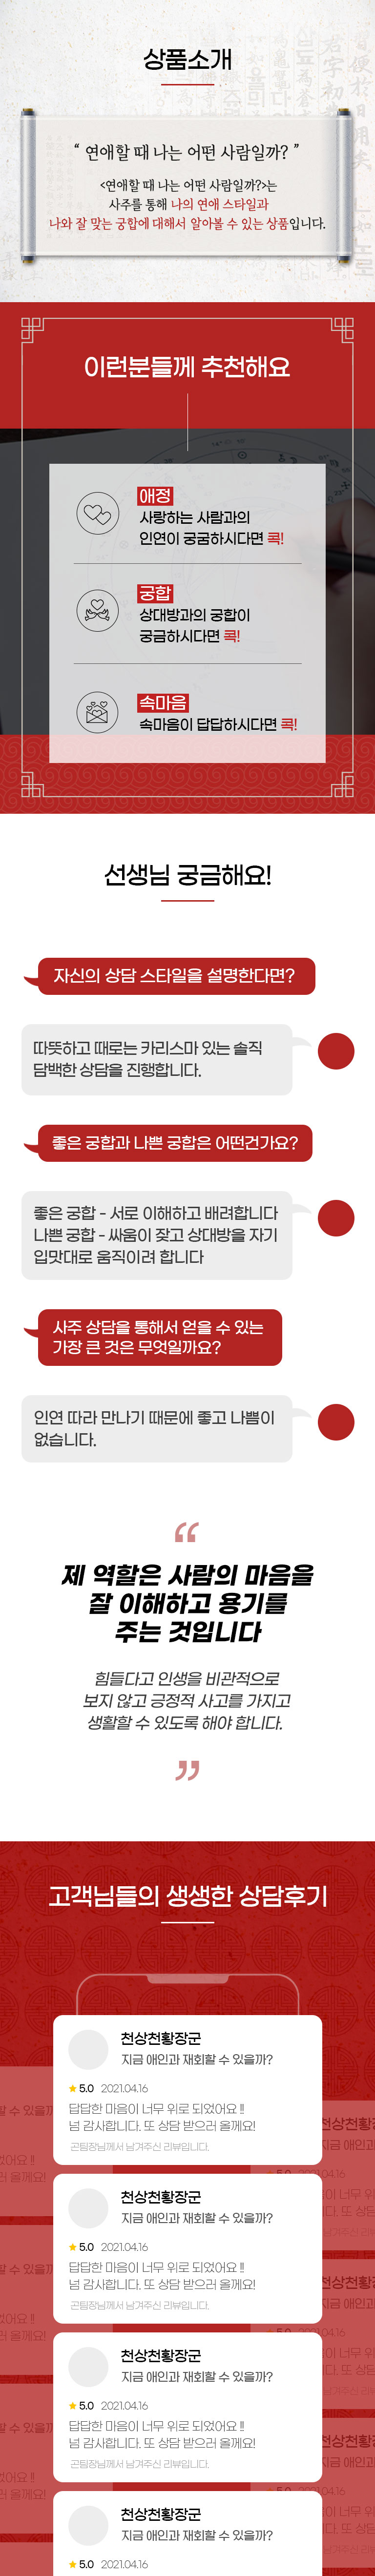 상품소개
“ 연애할 때 나는 어떤 사람일까? ”
<연애할 때 나는 어떤 사람일까?>는
사주를 통해 나의 연애 스타일과
나와 잘 맞는 궁합에 대해서 알아볼 수 있는 상품입니다.
이런분들께 추천해요
애정
사랑하는 사람과의
인연이 궁굼하시다면 콕!
궁합
상대방과의 궁합이
궁금하시다면 콕!
속마음
속마음이 답답하시다면 콕!
선생님 궁금해요!
자신의 상담 스타일을 설명한다면?
따뜻하고 때로는 카리스마 있는 솔직
담백한 상담을 진행합니다.
좋은 궁합과 나쁜 궁합은 어떤건가요?
좋은 궁합 - 서로 이해하고 배려합니다
나쁜 궁합 - 싸움이 잦고 상대방을 자기
입맛대로 움직이려 합니다
사주 상담을 통해서 얻을 수 있는
가장 큰 것은 무엇일까요?
인연 따라 만나기 때문에 좋고 나쁨이
없습니다.
“
제 역할은 사람의 마음을
잘 이해하고 용기를
주는 것입니다
힘들다고 인생을 비관적으로
보지 않고 긍정적 사고를 가지고
생활할 수 있도록 해야 합니다.
”
고객님들의 생생한 상담후기
천상천황장군
지금 애인과 재회할 수 있을까?
5.0 2021.04.16
답답한 마음이 너무 위로 되었어요 !!
넘 감사합니다. 또 상담 받으러 올께요!
곤팀장님께서 남겨주신 리뷰입니다.
천상천황장군
지금 애인과 재회할 수 있을까?
5.0 2021.04.16
답답한 마음이 너무 위로 되었어요 !!
넘 감사합니다. 또 상담 받으러 올께요!
곤팀장님께서 남겨주신 리뷰입니다.
천상천황장군
지금 애인과 재회할 수 있을까?
5.0 2021.04.16
답답한 마음이 너무 위로 되었어요 !!
넘 감사합니다. 또 상담 받으러 올께요!
곤팀장님께서 남겨주신 리뷰입니다.
천상천황장군
지금 애인과 재회할 수 있을까?
5.0 2021.04.16